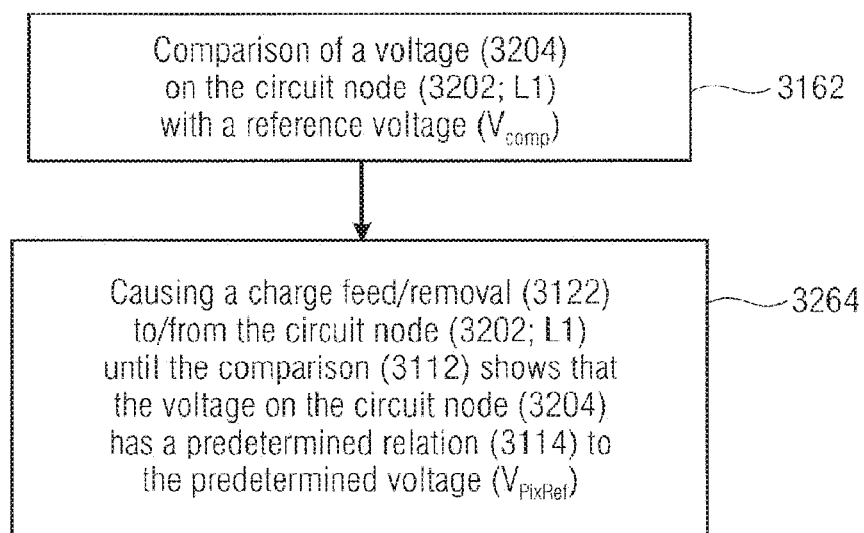 Comparison of a voltage (3204)
on the circuit node (3202; L1)
with a reference voltage (Vcomp)
3162
Causing a charge feed/removal (3122)
to/from the circuit node (3202; L1)
until the comparison (3112) shows that
the voltage on the circuit node (3204)
has a predetermined relation (3114) to
the predetermined voltage (VPixRef)
3264